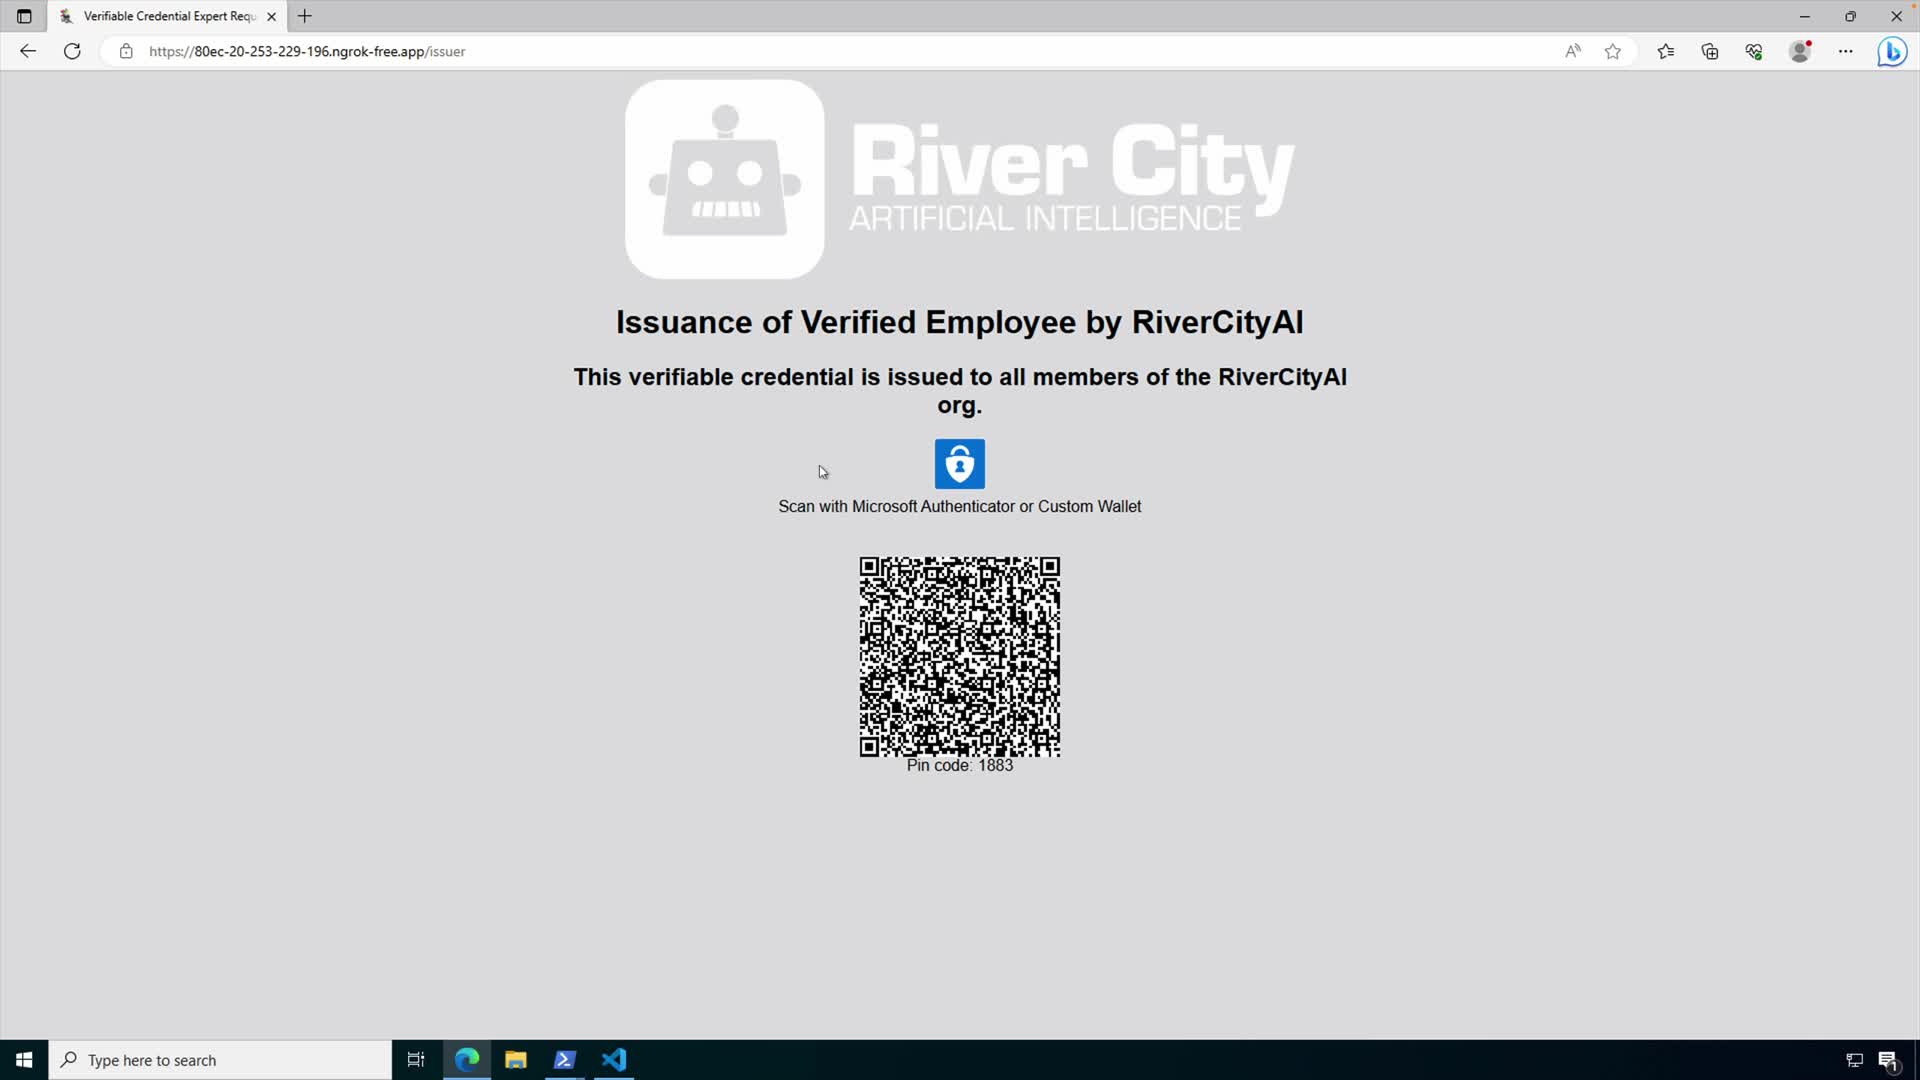 Verifiable Credential Expert Requ
https://80ec-20-253-229-196.ngrok-free.app/issuer
River City
ARTIFICIAL INTELLIGENCE
Issuance of Verified Employee by RiverCityAI
This verifiable credential is issued to all members of the RiverCityAI
org.
Scan with Microsoft Authenticator or Custom Wallet
Pin code: 1883
Type here to search
1